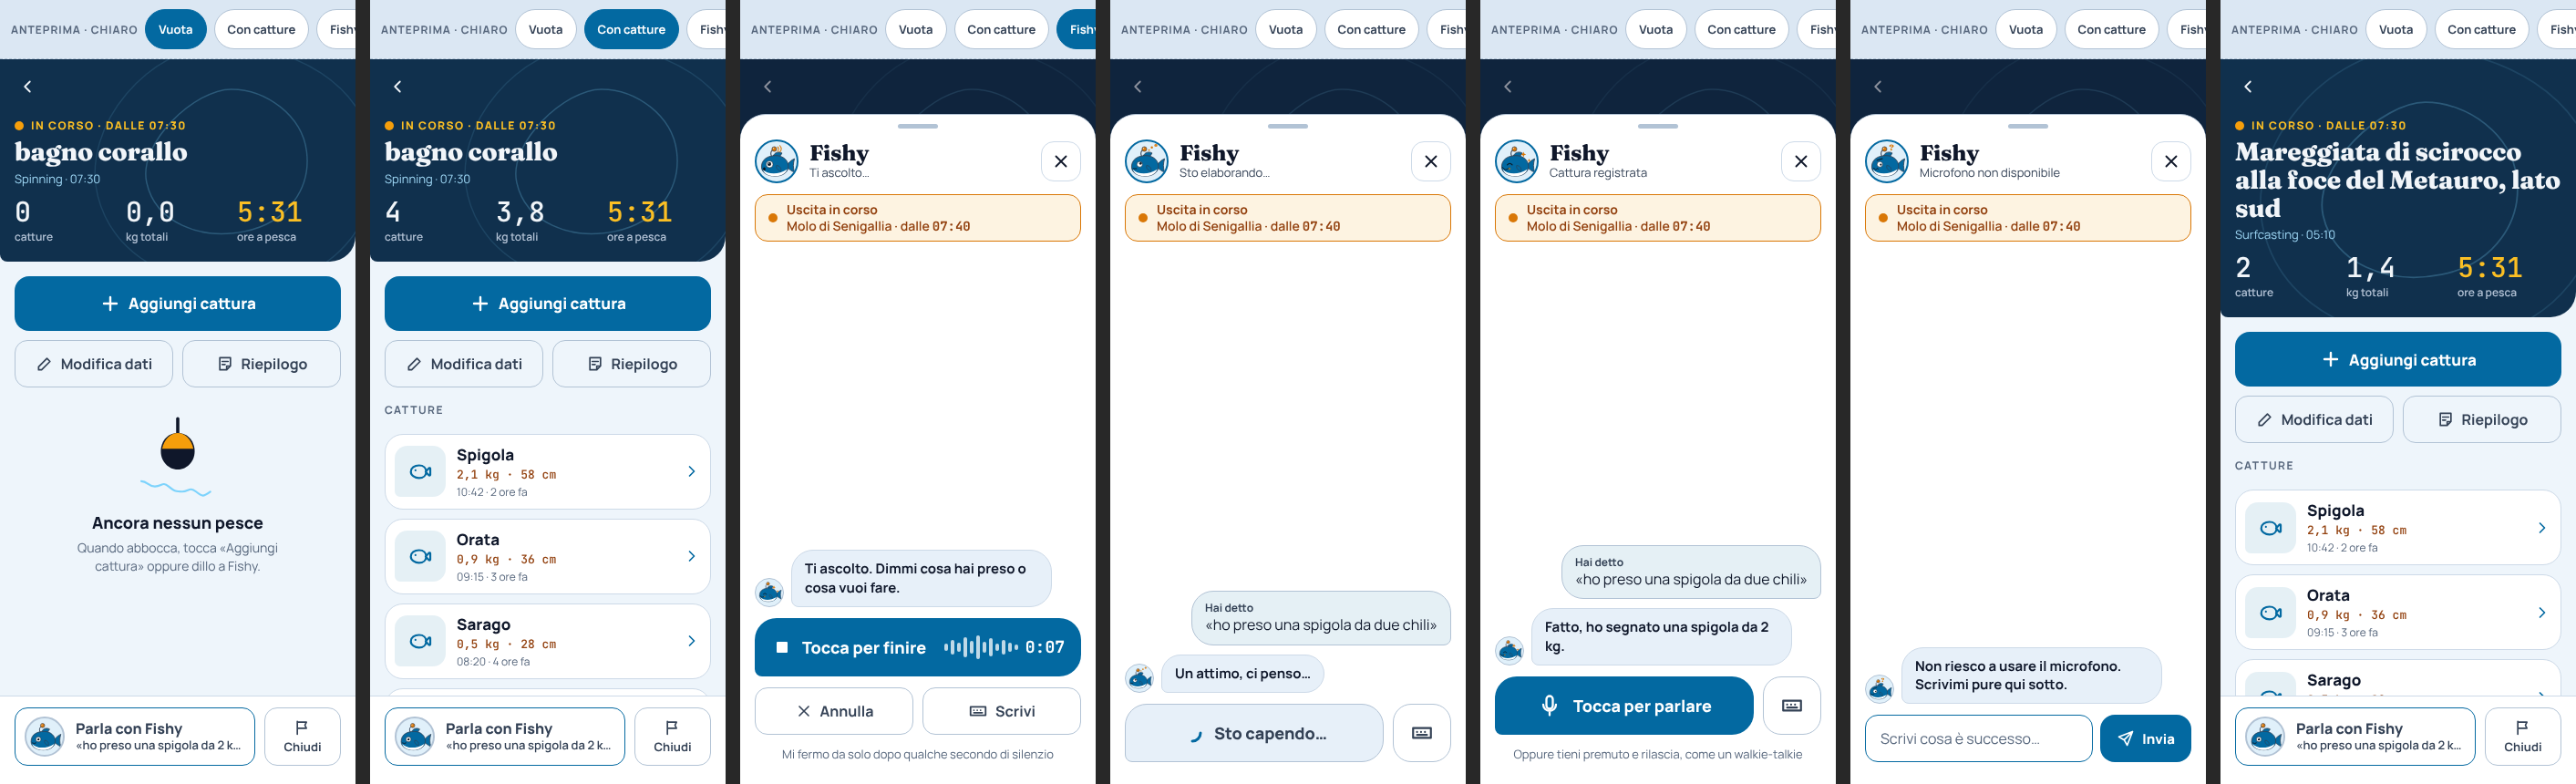 ANTEPRIMA · CHIARO Vuota Con catture
IN CORSO · DALLE 07:30
bagno corallo
Spinning · 07:30
0 0,0 5:31
catture kg totali ore a pesca
Aggiungi cattura
Modifica dati Riepilogo
Ancora nessun pesce
Quando abbocca, tocca «Aggiungi
cattura» oppure dillo a Fishy.
Parla con Fishy
«ho preso una spigola da 2 k…
Chiudi
ANTEPRIMA · CHIARO Vuota Con catture
IN CORSO · DALLE 07:30
bagno corallo
Spinning · 07:30
4 3,8 5:31
catture kg totali ore a pesca
Aggiungi cattura
Modifica dati Riepilogo
CATTURE
Spigola
2,1 kg · 58 cm
10:42 · 2 ore fa
Orata
0,9 kg · 36 cm
09:15 · 3 ore fa
Sarago
0,5 kg · 28 cm
08:20 · 4 ore fa
Parla con Fishy
«ho preso una spigola da 2 k…
Chiudi
ANTEPRIMA · CHIARO Vuota Con catture
Fishy
Ti ascolto…
Uscita in corso
Molo di Senigallia · dalle 07:40
Ti ascolto. Dimmi cosa hai preso o
cosa vuoi fare.
Tocca per finire 0:07
Annulla Scrivi
Mi fermo da solo dopo qualche secondo di silenzio
ANTEPRIMA · CHIARO Vuota Con catture
Fishy
Sto elaborando…
Uscita in corso
Molo di Senigallia · dalle 07:40
Hai detto
«ho preso una spigola da due chili»
Un attimo, ci penso…
Sto capendo…
ANTEPRIMA · CHIARO Vuota Con catture
Fishy
Cattura registrata
Uscita in corso
Molo di Senigallia · dalle 07:40
Hai detto
«ho preso una spigola da due chili»
Fatto, ho segnato una spigola da 2
kg.
Tocca per parlare
Oppure tieni premuto e rilascia, come un walkie-talkie
ANTEPRIMA · CHIARO Vuota Con catture
Fishy
Microfono non disponibile
Uscita in corso
Molo di Senigallia · dalle 07:40
Non riesco a usare il microfono.
Scrivimi pure qui sotto.
Scrivi cosa è successo… Invia
ANTEPRIMA · CHIARO Vuota Con catture
IN CORSO · DALLE 07:30
Mareggiata di scirocco
alla foce del Metauro, lato
sud
Surfcasting · 05:10
2 1,4 5:31
catture kg totali ore a pesca
Aggiungi cattura
Modifica dati Riepilogo
CATTURE
Spigola
2,1 kg · 58 cm
10:42 · 2 ore fa
Orata
0,9 kg · 36 cm
09:15 · 3 ore fa
Sarago
Parla con Fishy
«ho preso una spigola da 2 k…
Chiudi